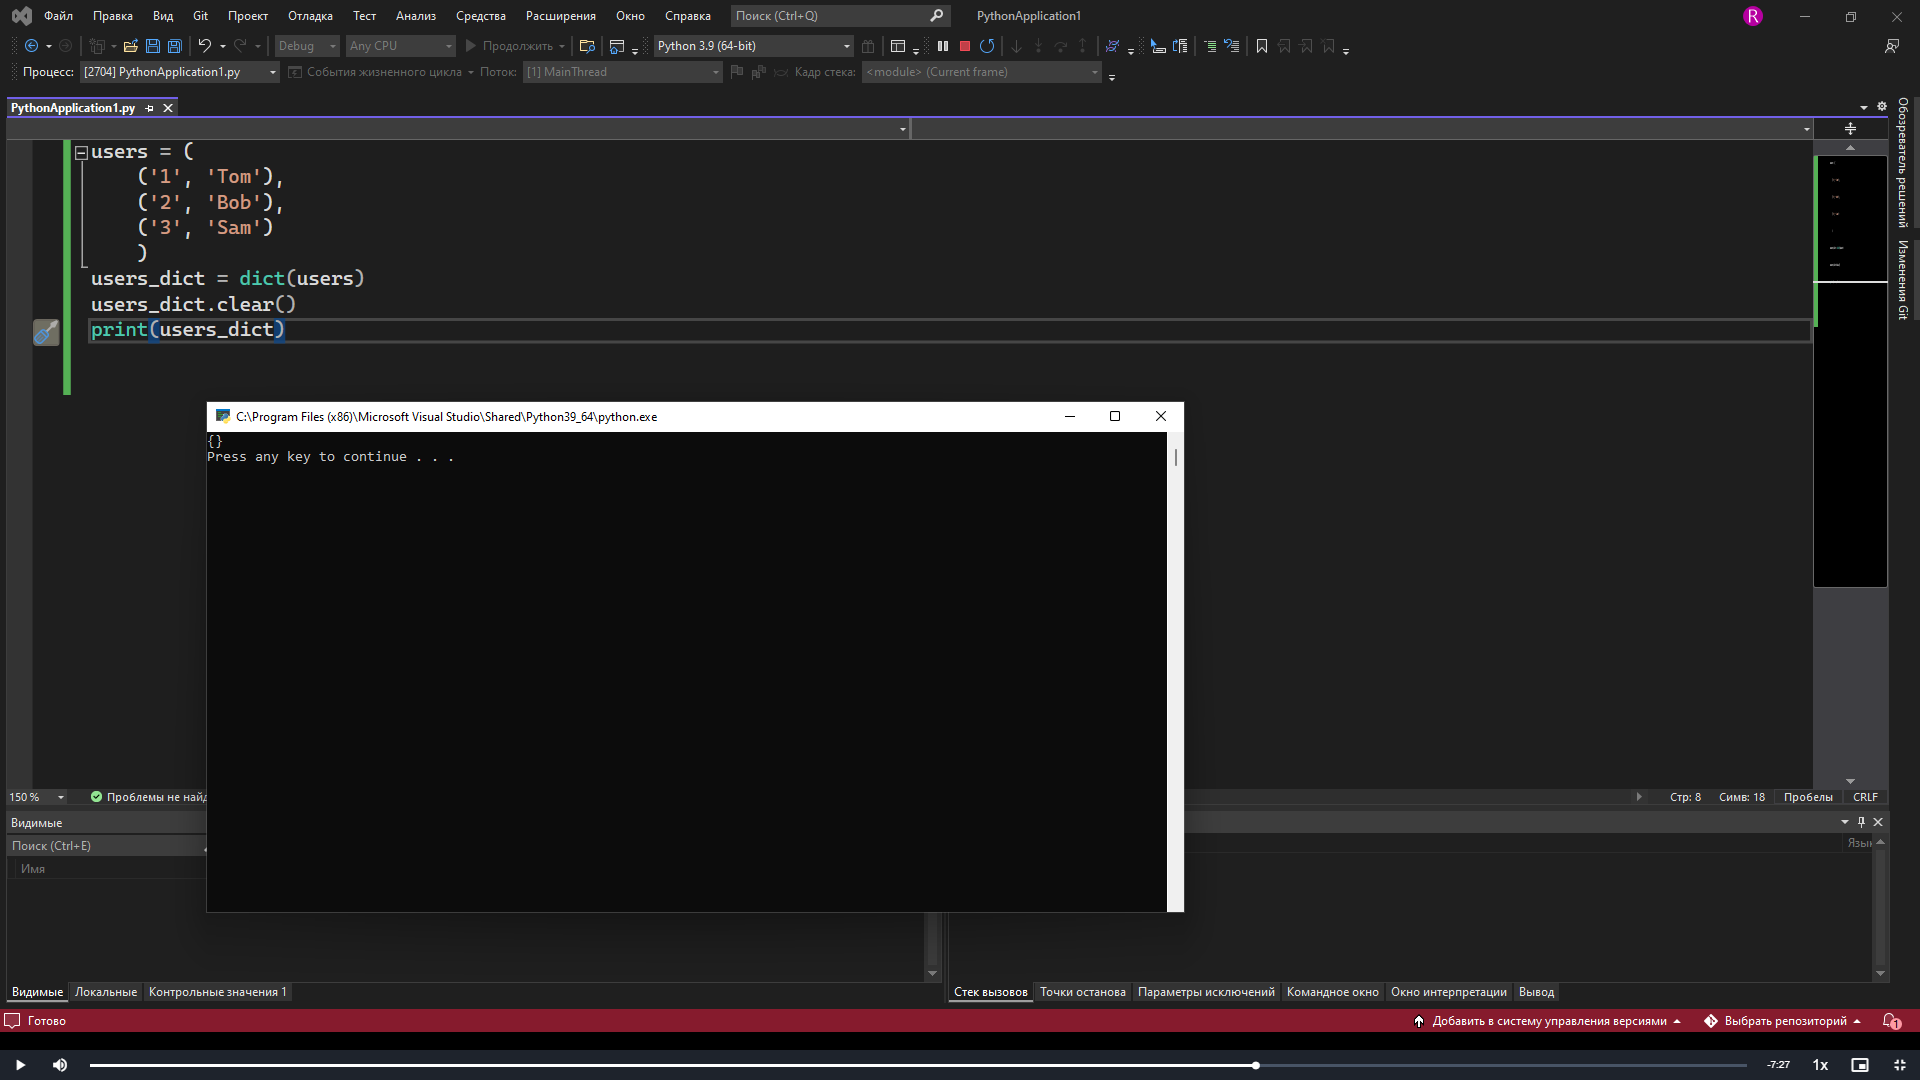 Файл Правка Вид Git Проект Отладка Тест Анализ Средства Расширения Окно Справка Поиск (Ctrl+Q) PythonApplication1 R
Debug Any CPU Продолжить Python 3.9 (64-bit)
Процесс: [2704] PythonApplication1.py События жизненного цикла Поток: [1] MainThread Кадр стека: <module> (Current frame)
PythonApplication1.py
users = (
('1', 'Tom'),
('2', 'Bob'),
('3', 'Sam')
)
users_dict = dict(users)
users_dict.clear()
print(users_dict)
Обозреватель решений
Изменения Git
C:\Program Files (x86)\Microsoft Visual Studio\Shared\Python39_64\python.exe
{}
Press any key to continue . . .
150 % Проблемы не найд Стр: 8 Симв: 18 Пробелы CRLF
Видимые
Поиск (Ctrl+E)
Имя
Язык
Видимые Локальные Контрольные значения 1
Стек вызовов Точки останова Параметры исключений Командное окно Окно интерпретации Вывод
Готово Добавить в систему управления версиями Выбрать репозиторий 1
-7:27 1x